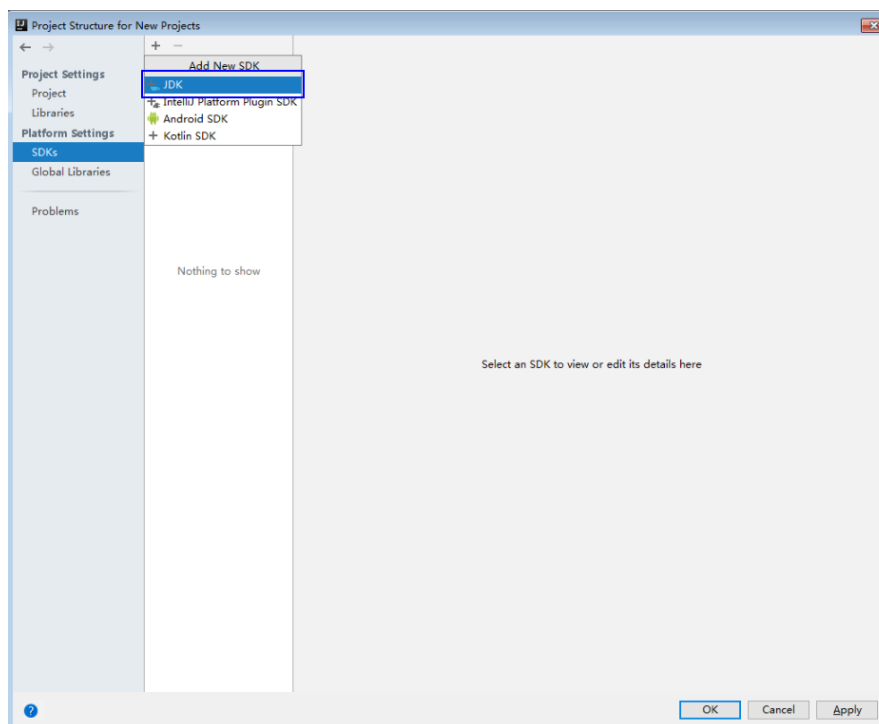 Project Structure for New Projects
Add New SDK
JDK
IntelliJ Platform Plugin SDK
Android SDK
Kotlin SDK
Project Settings
Project
Libraries
Platform Settings
SDKs
Global Libraries
Problems
Nothing to show
Select an SDK to view or edit its details here
OK Cancel Apply